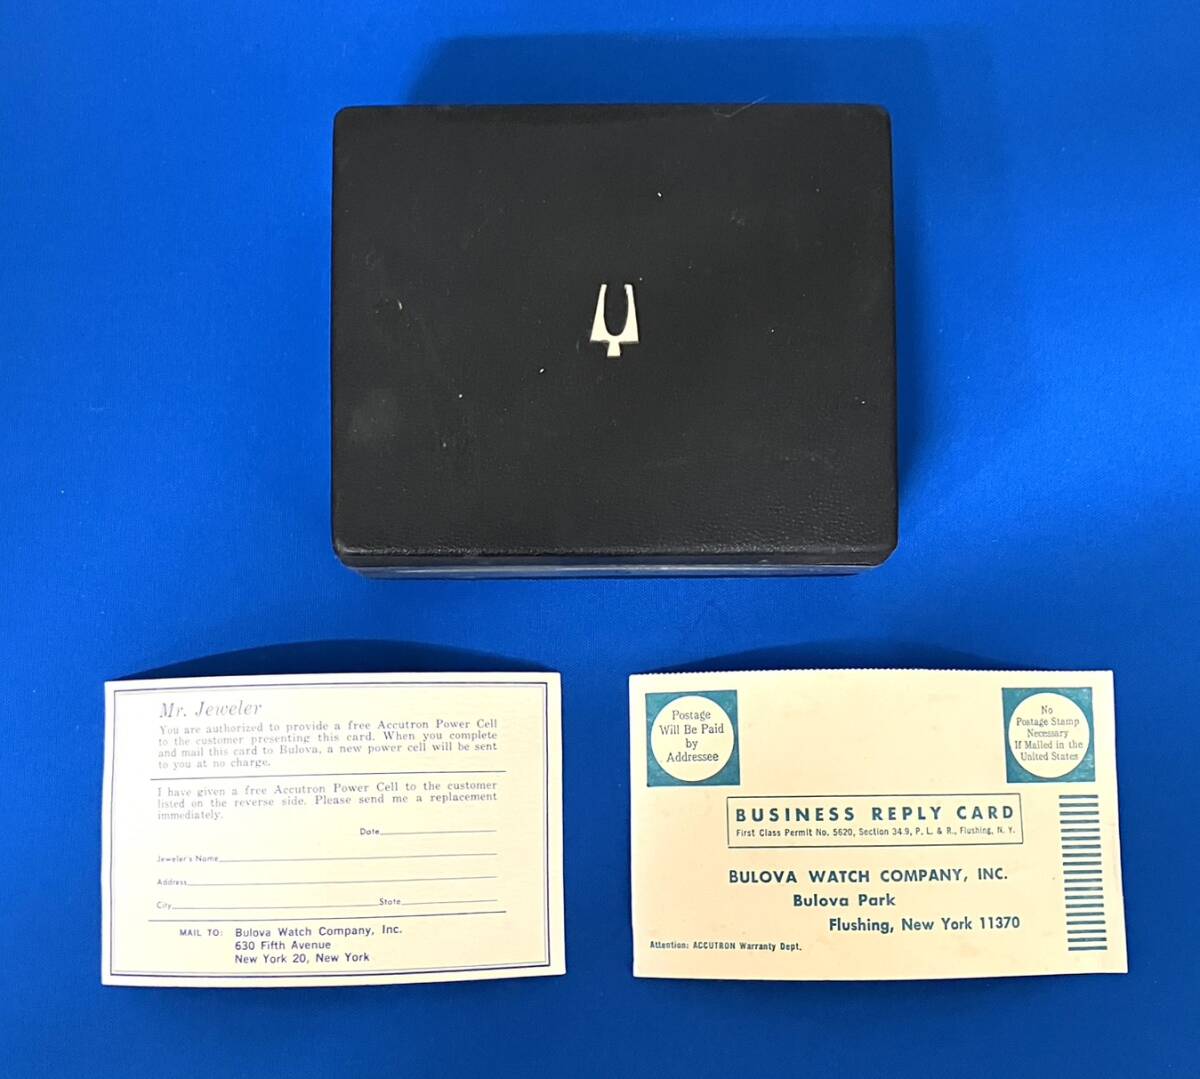 Mr. Jeweler
You are authorized to provide a free Accutron Power Cell
to the customer presenting this card. When you complete
and mail this card to Bulova, a new power cell will be sent
to you at no charge.
I have given a free Accutron Power Cell to the customer
listed on the reverse side. Please send me a replacement
immediately.
Date
Jeweler's Name
Address
City State
MAIL TO: Bulova Watch Company, Inc.
630 Fifth Avenue
New York 20, New York
Postage
Will Be Paid
by
Addressee
No
Postage Stamp
Necessary
If Mailed in the
United States
BUSINESS REPLY CARD
First Class Permit No. 5620, Section 34.9, P. L. & R., Flushing, N. Y.
BULOVA WATCH COMPANY, INC.
Bulova Park
Flushing, New York 11370
Attention: ACCUTRON Warranty Dept.